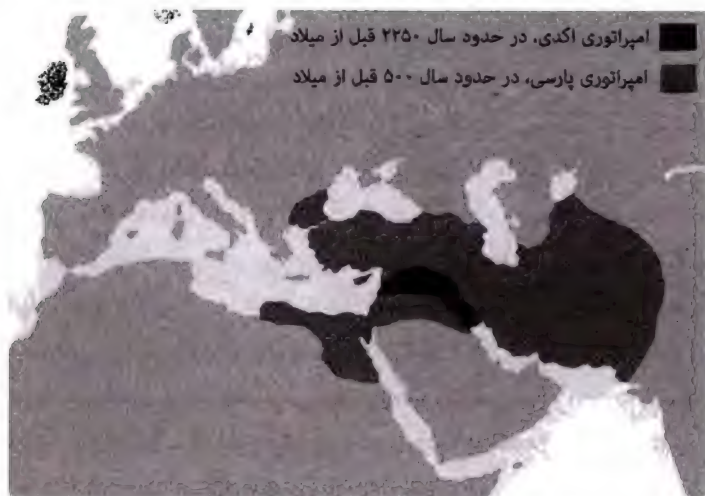 امپراتوری اکدی، در حدود سال ۲۲۵۰ قبل از میلاد
امپراتوری پارسی، در حدود سال ۵۰۰ قبل از میلاد